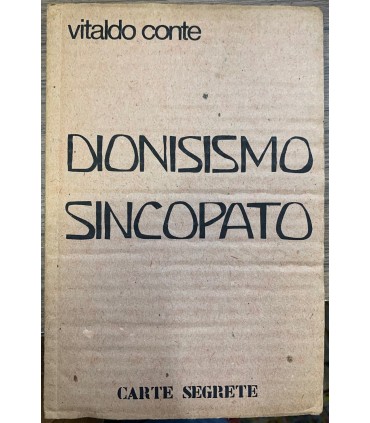 vitaldo conte
DIONISISMO
SINCOPATO
CARTE SEGRETE